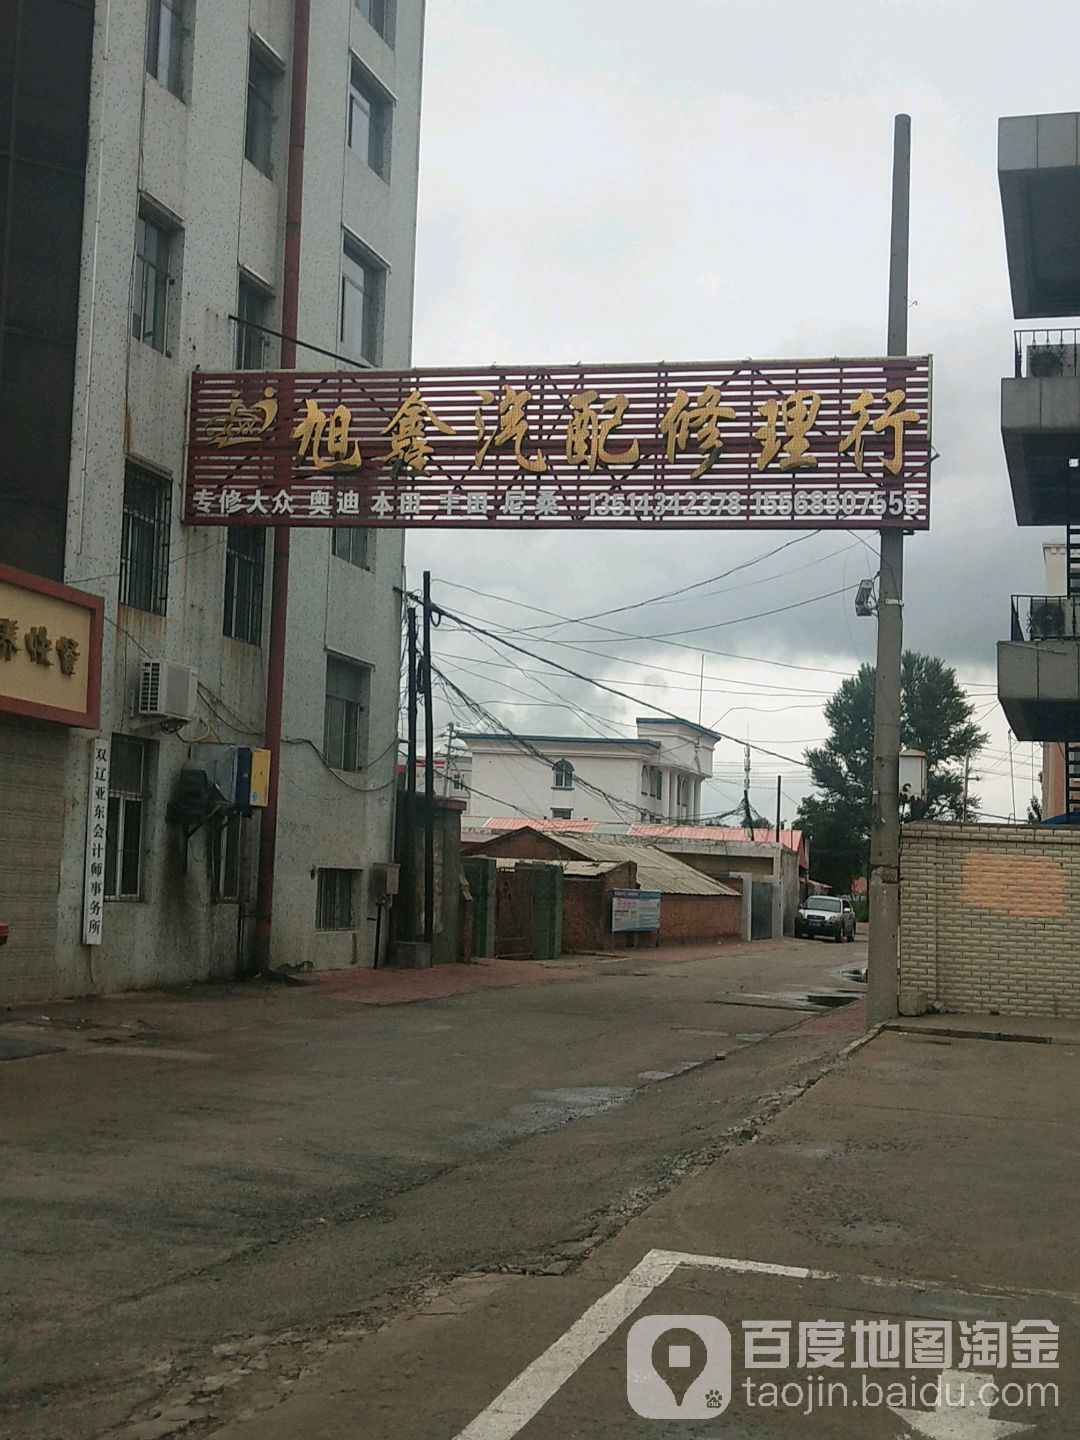 旭鑫汽配修理行
专修大众 奥迪 本田 丰田 尼桑 13514342378 15568507555
双辽亚东会计师事务所
百度地图淘金
taojin.baidu.com